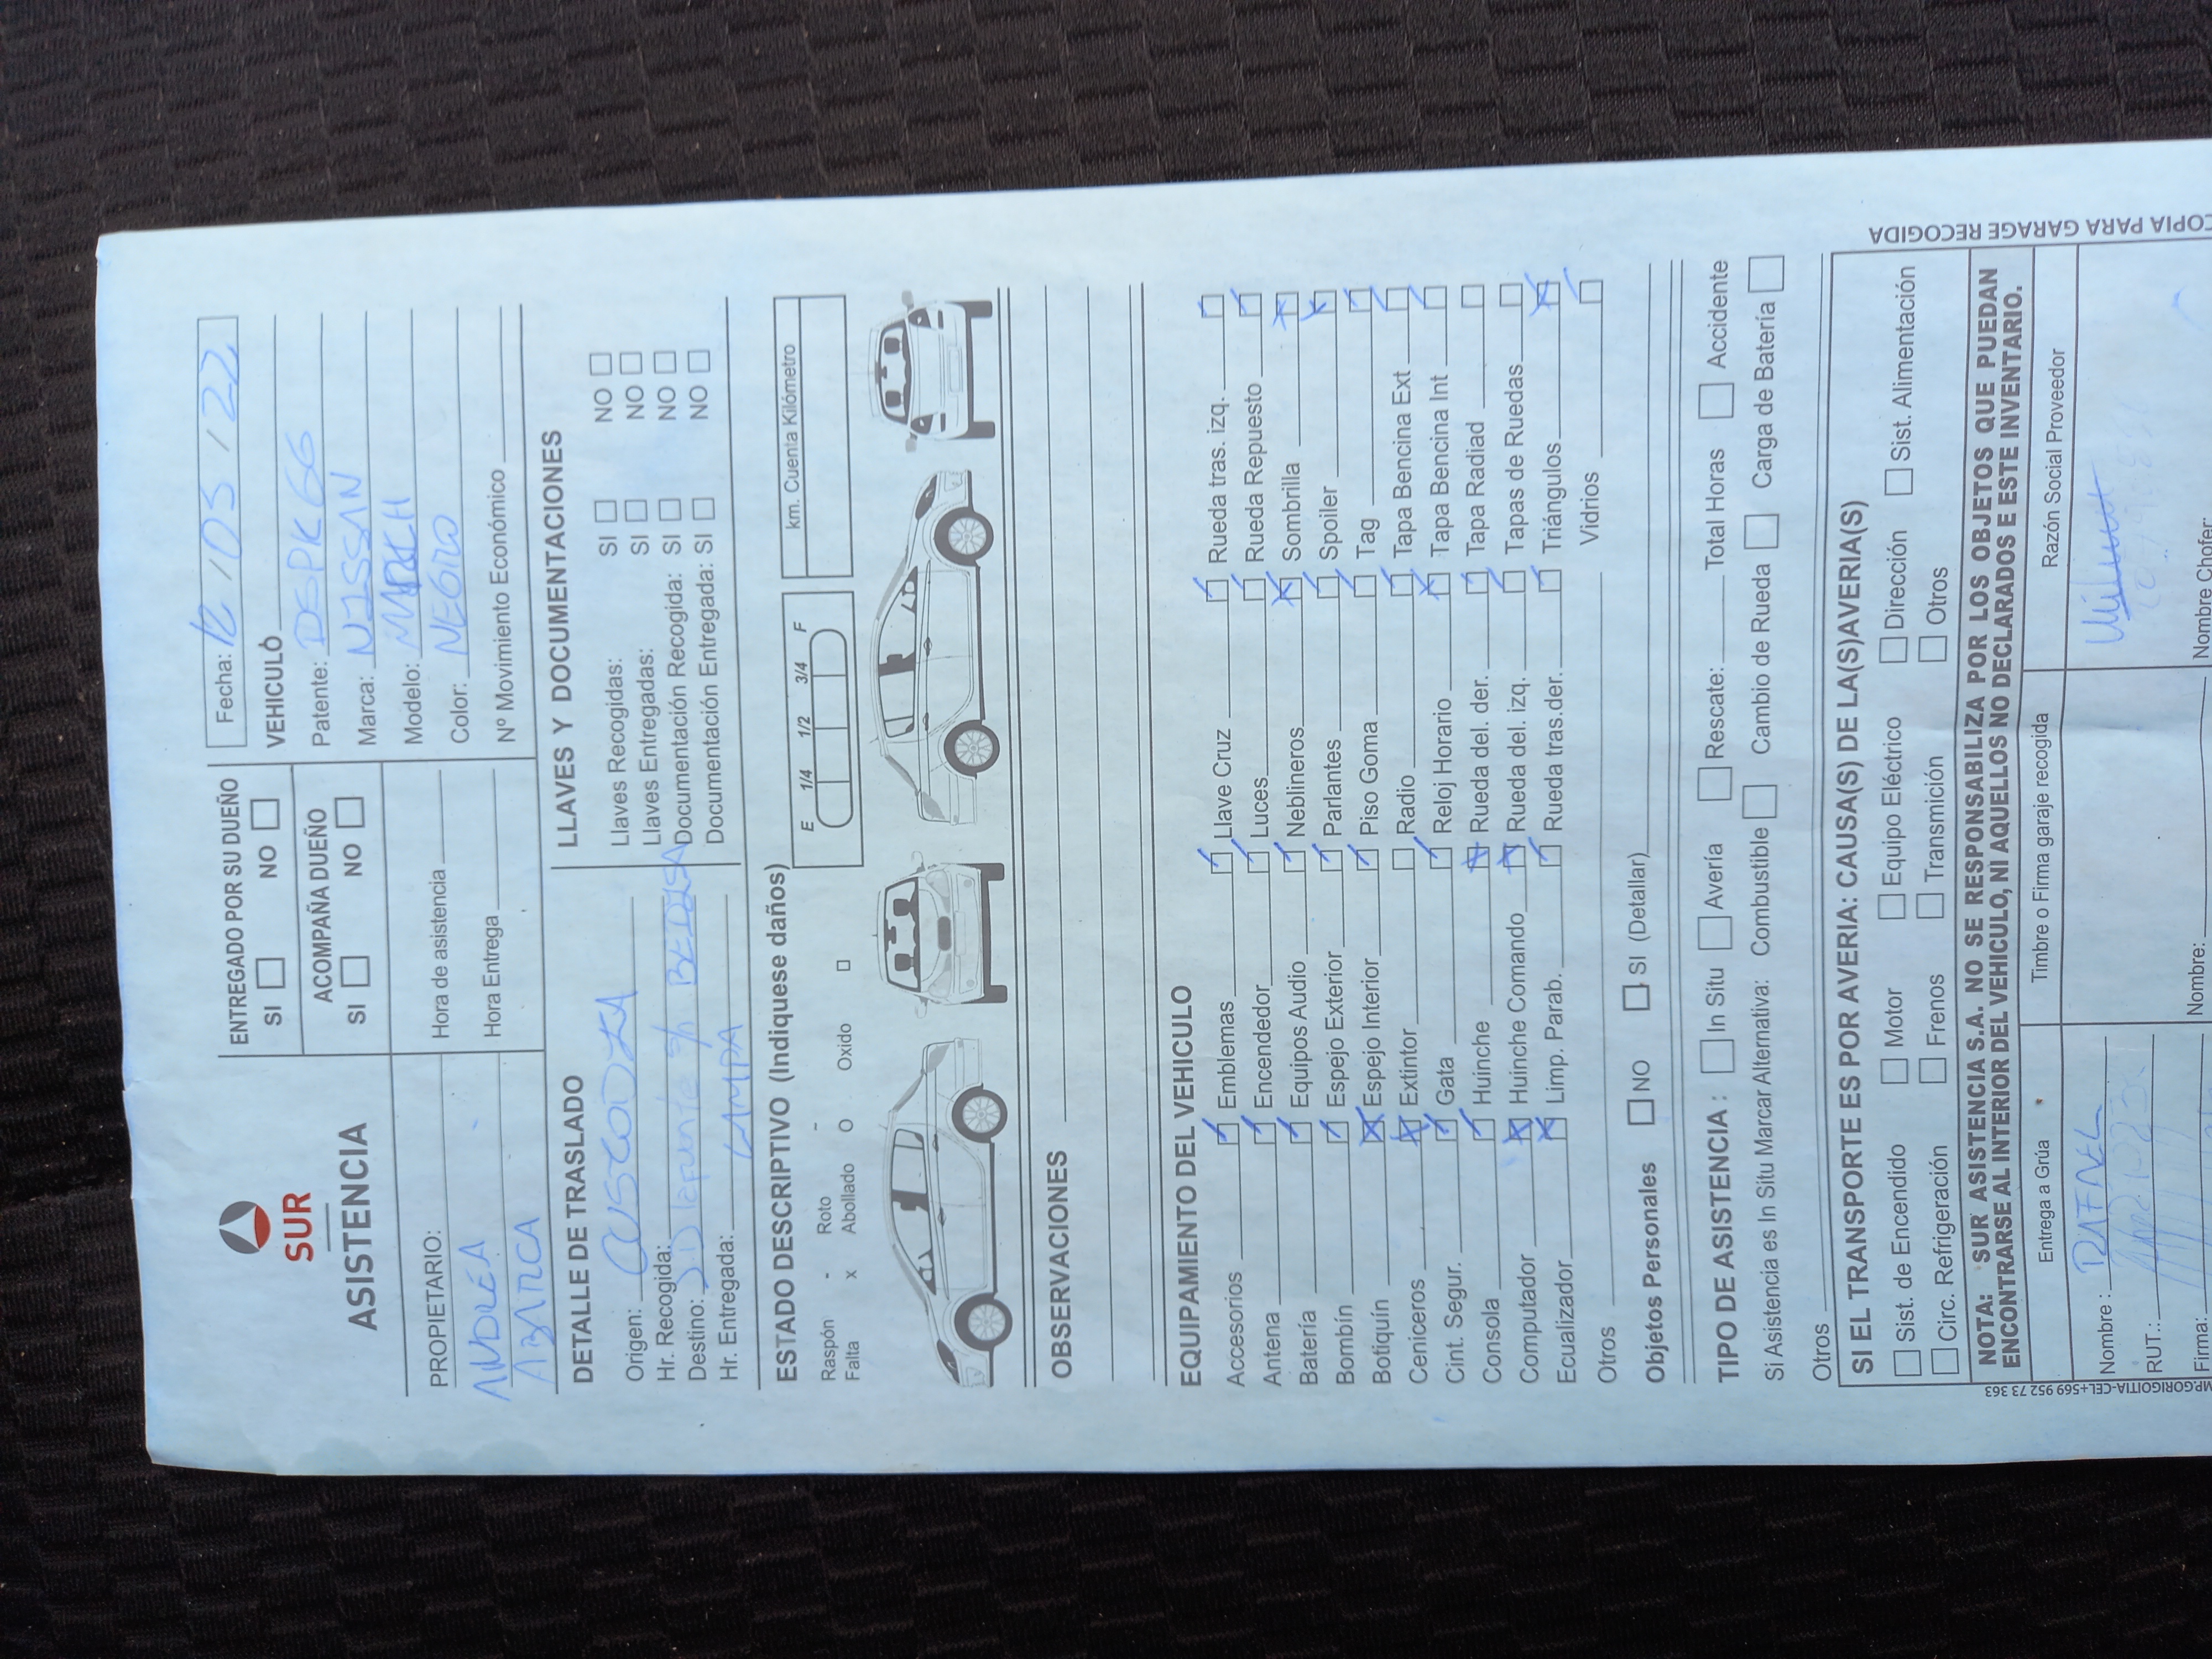 SUR
ASISTENCIA
ENTREGADO POR SU DUEÑO
SI NO
ACOMPAÑA DUEÑO
SI NO
Fecha: 12 / 03 / 22
VEHICULO
Patente: DSPK66
Marca: NISSAN
Modelo: MARCH
Color: NEGRO
Nº Movimiento Económico
PROPIETARIO:
ANDREA
ABARCA
Hora de asistencia
Hora Entrega
DETALLE DE TRASLADO
Origen:
Hr. Recogida:
Destino: s/n
Hr. Entregada: LAMPA
LLAVES Y DOCUMENTACIONES
Llaves Recogidas: SI NO
Llaves Entregadas: SI NO
Documentación Recogida: SI NO
Documentación Entregada: SI NO
ESTADO DESCRIPTIVO (Indiquese daños)
Raspón - Roto -
Falta x Abollado O Oxido □
E 1/4 1/2 3/4 F
km. Cuenta Kilómetro
OBSERVACIONES
EQUIPAMIENTO DEL VEHICULO
Accesorios Emblemas Llave Cruz Rueda tras. izq.
Antena Encendedor Luces Rueda Repuesto
Batería Equipos Audio Neblineros Sombrilla
Bombín Espejo Exterior Parlantes Spoiler
Botiquín Espejo Interior Piso Goma Tag
Ceniceros Extintor Radio Tapa Bencina Ext
Cint. Segur. Gata Reloj Horario Tapa Bencina Int
Consola Huinche Rueda del. der. Tapa Radiad
Computador Huinche Comando Rueda del. izq. Tapas de Ruedas
Ecualizador Limp. Parab. Rueda tras.der. Triángulos
Otros Vidrios
Objetos Personales NO SI (Detallar)
TIPO DE ASISTENCIA : In Situ Avería Rescate: Total Horas Accidente
Si Asistencia es In Situ Marcar Alternativa: Combustible Cambio de Rueda Carga de Batería
Otros
SI EL TRANSPORTE ES POR AVERIA: CAUSA(S) DE LA(S)AVERIA(S)
Sist. de Encendido Motor Equipo Eléctrico Dirección Sist. Alimentación
Circ. Refrigeración Frenos Transmición Otros
NOTA: SUR ASISTENCIA S.A. NO SE RESPONSABILIZA POR LOS OBJETOS QUE PUEDAN
ENCONTRARSE AL INTERIOR DEL VEHICULO, NI AQUELLOS NO DECLARADOS E ESTE INVENTARIO.
Entrega a Grúa
Timbre o Firma garaje recogida
Razón Social Proveedor
Nombre : RAFAEL
RUT.:
Firma:
Nombre:
Nombre Chofer:
COPIA PARA GARAGE RECOGIDA
GORIGOITIA-CEL+569 952 73 363